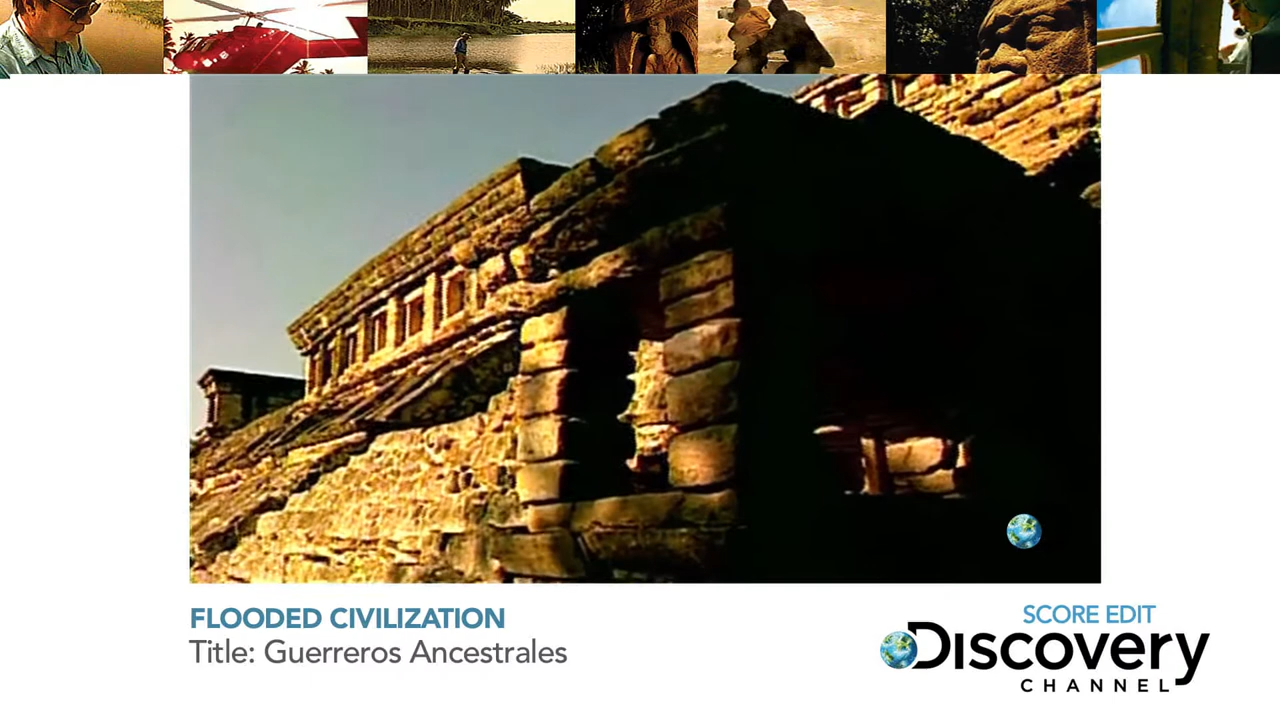 FLOODED CIVILIZATION
Title: Guerreros Ancestrales
SCORE EDIT
Discovery
CHANNEL